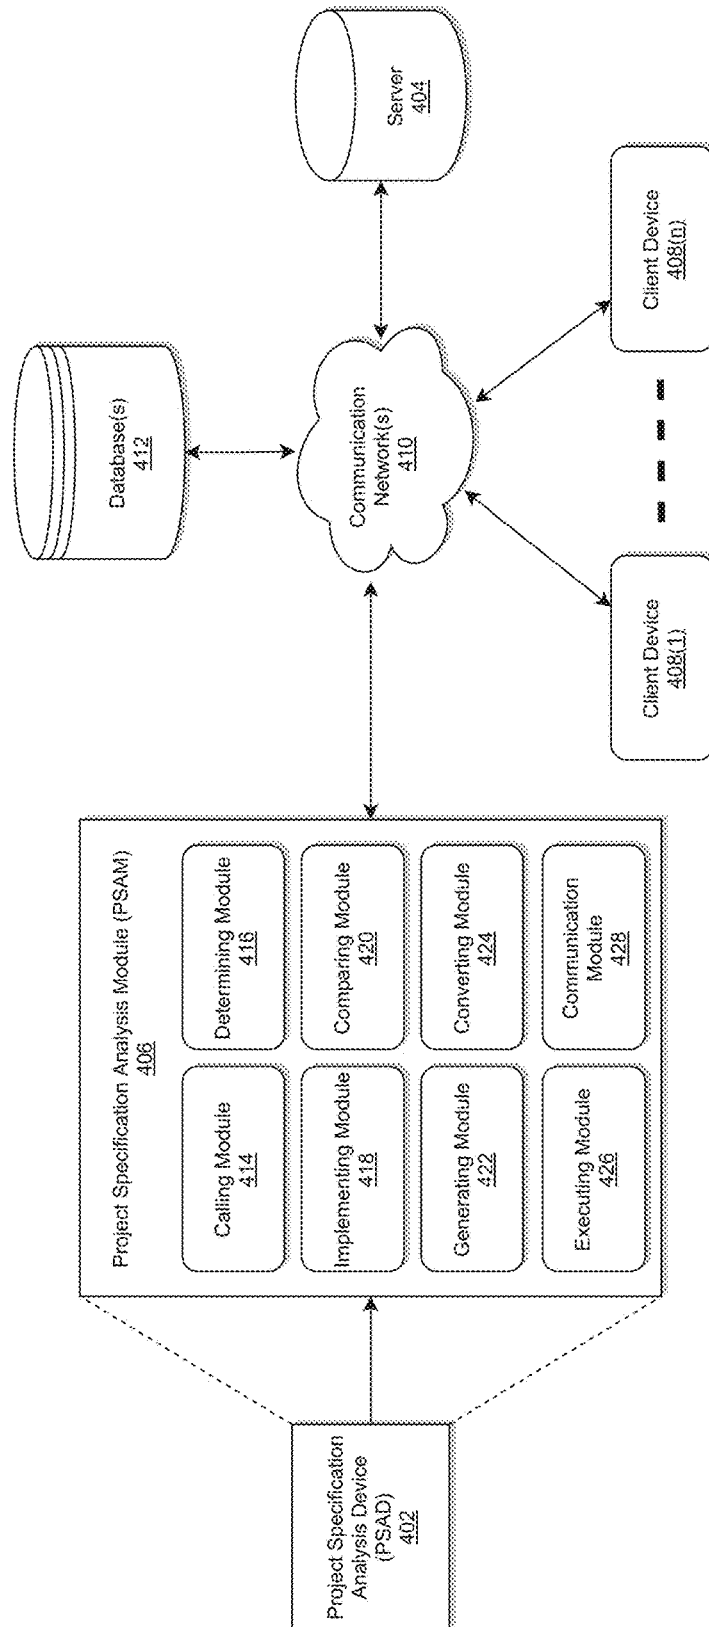 Project Specification
Analysis Device
(PSAD)
402
Project Specification Analysis Module (PSAM)
406
Calling Module
414
Determining Module
416
Implementing Module
418
Comparing Module
420
Generating Module
422
Converting Module
424
Executing Module
426
Communication
Module
428
Database(s)
412
Communication
Network(s)
410
Server
404
Client Device
408(1)
Client Device
408(n)